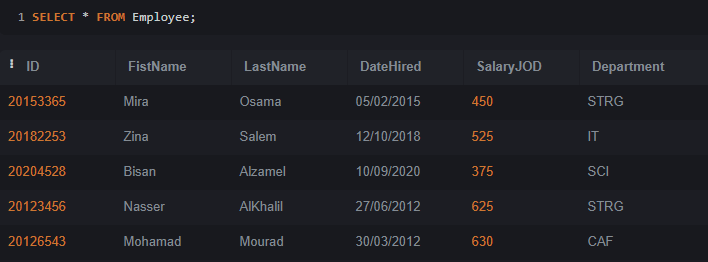 1 SELECT * FROM Employee;
ID FistName LastName DateHired SalaryJOD Department
20153365 Mira Osama 05/02/2015 450 STRG
20182253 Zina Salem 12/10/2018 525 IT
20204528 Bisan Alzamel 10/09/2020 375 SCI
20123456 Nasser AlKhalil 27/06/2012 625 STRG
20126543 Mohamad Mourad 30/03/2012 630 CAF